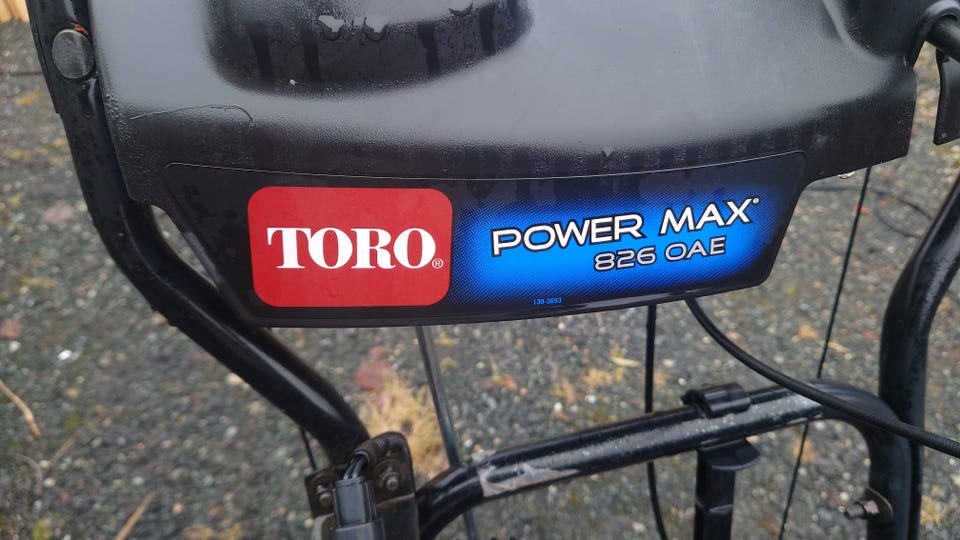 TORO®
POWER MAX®
826 OAE
139-3693